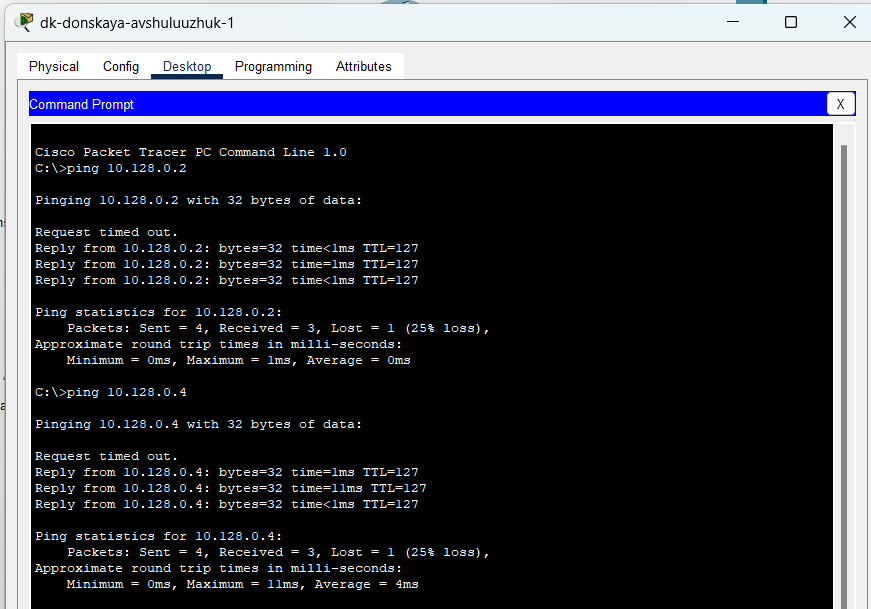 dk-donskaya-avshuluuzhuk-1
Physical Config Desktop Programming Attributes
Command Prompt X
Cisco Packet Tracer PC Command Line 1.0
C:\>ping 10.128.0.2
Pinging 10.128.0.2 with 32 bytes of data:
Request timed out.
Reply from 10.128.0.2: bytes=32 time<1ms TTL=127
Reply from 10.128.0.2: bytes=32 time=1ms TTL=127
Reply from 10.128.0.2: bytes=32 time<1ms TTL=127
Ping statistics for 10.128.0.2:
Packets: Sent = 4, Received = 3, Lost = 1 (25% loss),
Approximate round trip times in milli-seconds:
Minimum = 0ms, Maximum = 1ms, Average = 0ms
C:\>ping 10.128.0.4
Pinging 10.128.0.4 with 32 bytes of data:
Request timed out.
Reply from 10.128.0.4: bytes=32 time=1ms TTL=127
Reply from 10.128.0.4: bytes=32 time=11ms TTL=127
Reply from 10.128.0.4: bytes=32 time<1ms TTL=127
Ping statistics for 10.128.0.4:
Packets: Sent = 4, Received = 3, Lost = 1 (25% loss),
Approximate round trip times in milli-seconds:
Minimum = 0ms, Maximum = 11ms, Average = 4ms